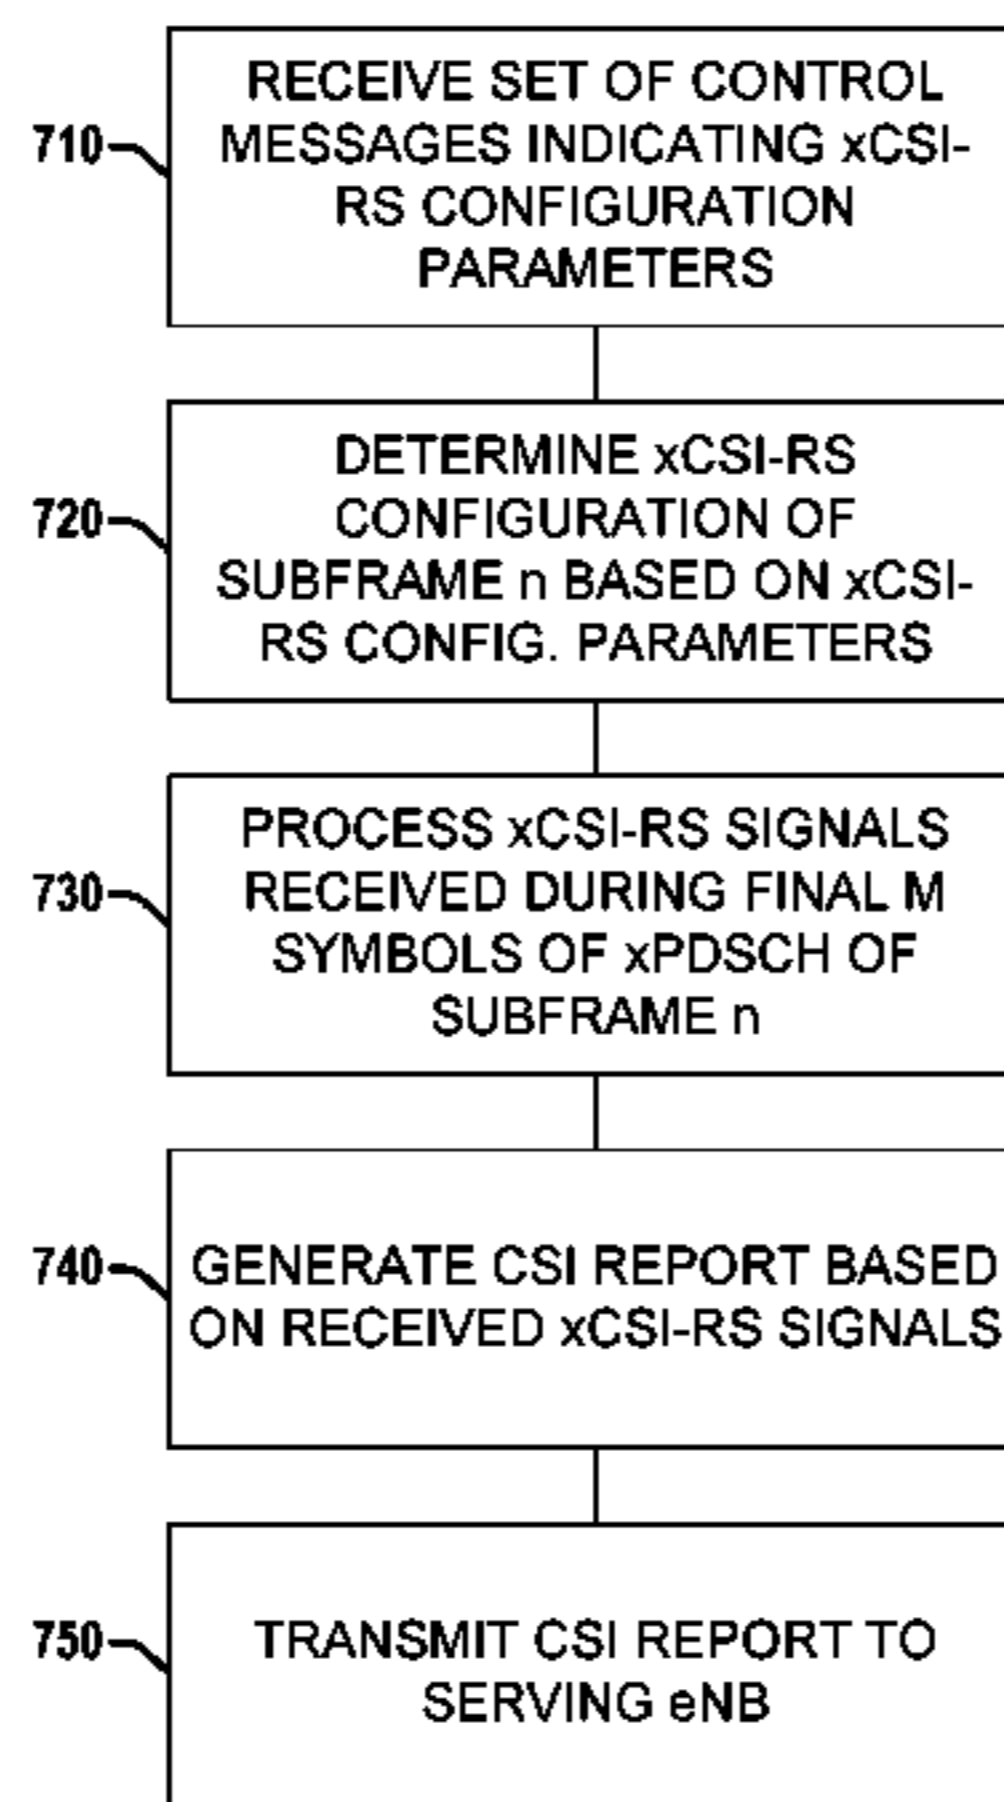 710
RECEIVE SET OF CONTROL
MESSAGES INDICATING xCSI-
RS CONFIGURATION
PARAMETERS
720
DETERMINE xCSI-RS
CONFIGURATION OF
SUBFRAME n BASED ON xCSI-
RS CONFIG. PARAMETERS
730
PROCESS xCSI-RS SIGNALS
RECEIVED DURING FINAL M
SYMBOLS OF xPDSCH OF
SUBFRAME n
740
GENERATE CSI REPORT BASED
ON RECEIVED xCSI-RS SIGNALS
750
TRANSMIT CSI REPORT TO
SERVING eNB